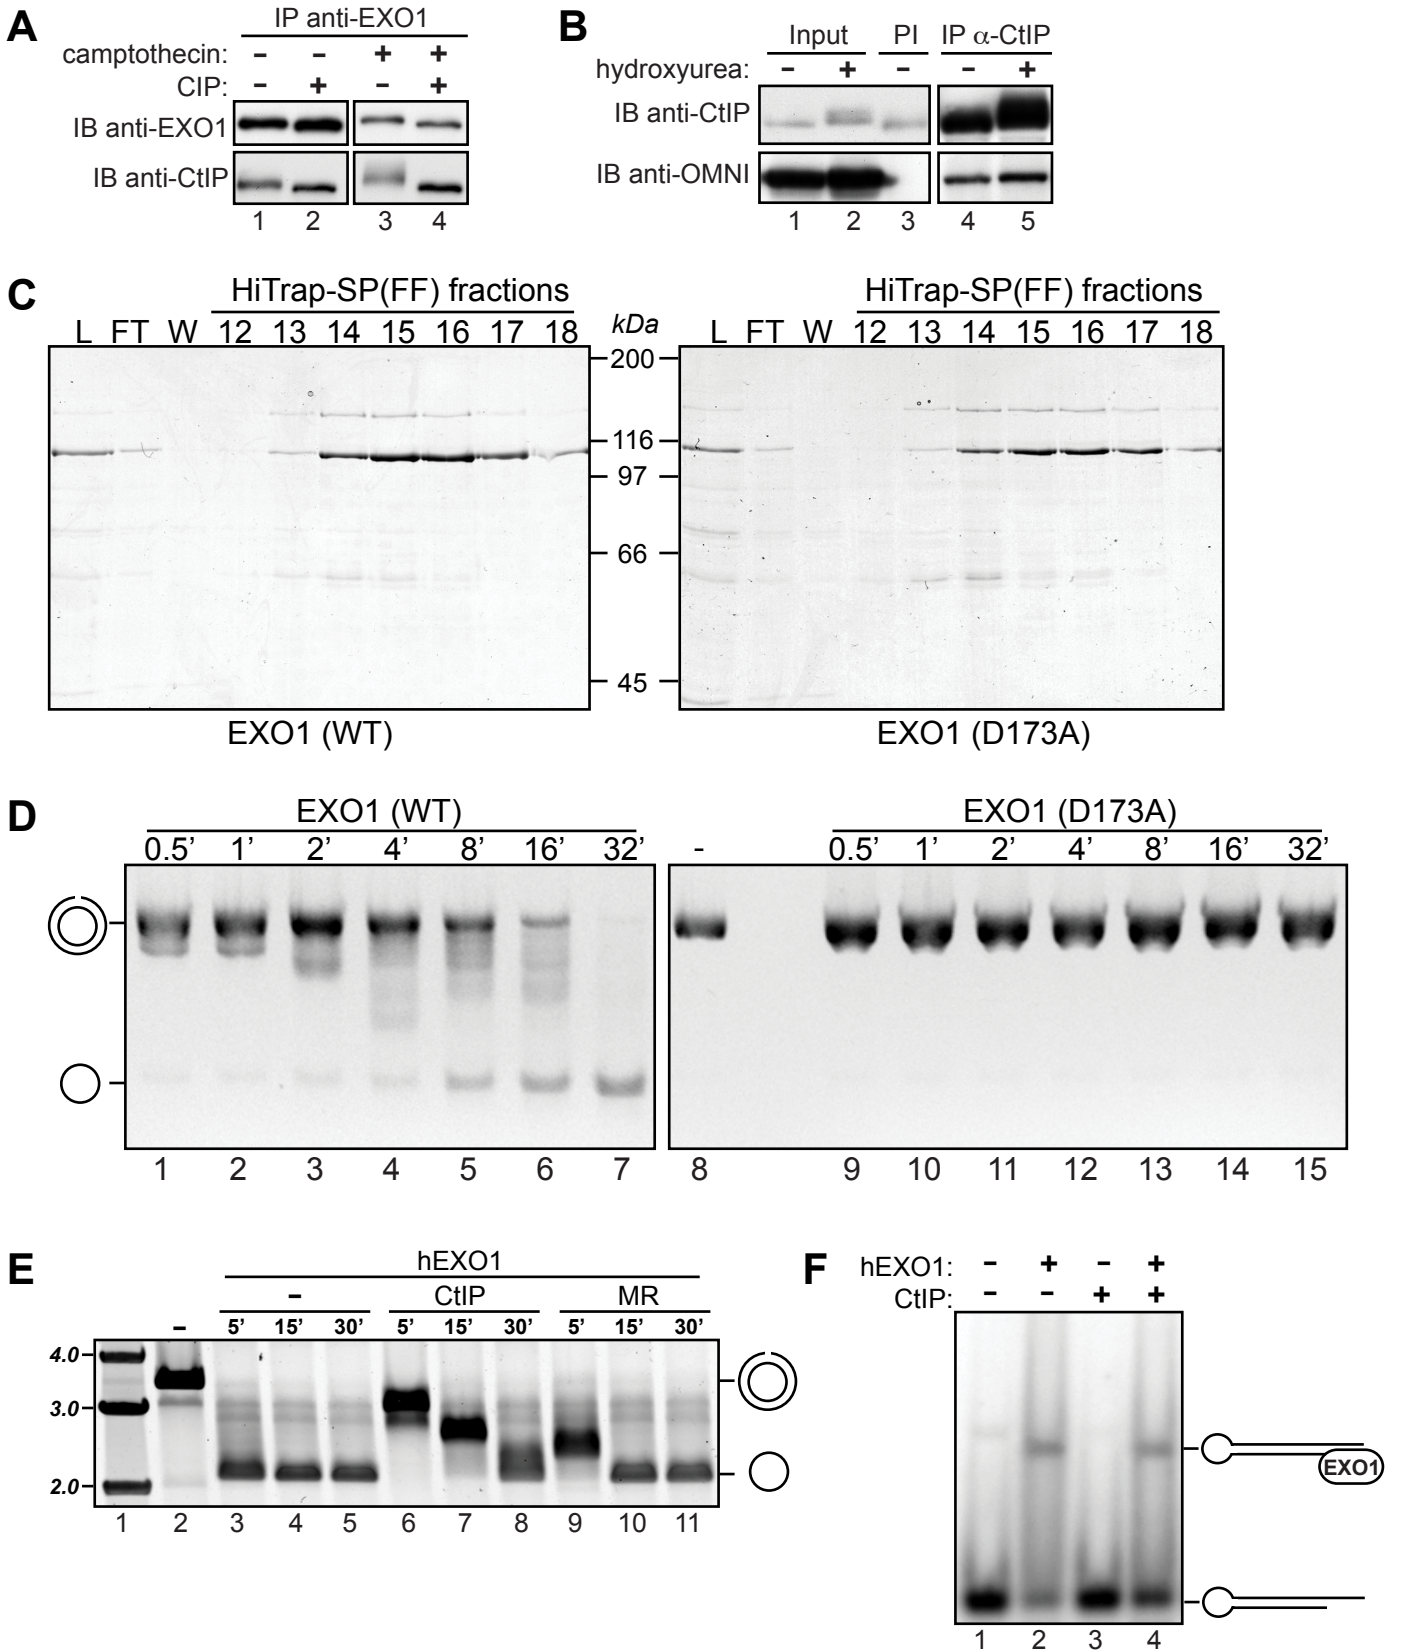 A
IP anti-EXO1
camptothecin: – – + +
CIP: – + – +
IB anti-EXO1
IB anti-CtIP
1 2 3 4
B
Input PI IP α-CtIP
hydroxyurea: – + – – +
IB anti-CtIP
IB anti-OMNI
1 2 3 4 5
C
HiTrap-SP(FF) fractions
L FT W 12 13 14 15 16 17 18
kDa
200
116
97
66
45
EXO1 (WT)
HiTrap-SP(FF) fractions
L FT W 12 13 14 15 16 17 18
EXO1 (D173A)
D
EXO1 (WT)
0.5’ 1’ 2’ 4’ 8’ 16’ 32’
1 2 3 4 5 6 7
EXO1 (D173A)
- 0.5’ 1’ 2’ 4’ 8’ 16’ 32’
8 9 10 11 12 13 14 15
E
hEXO1
– CtIP MR
– 5’ 15’ 30’ 5’ 15’ 30’ 5’ 15’ 30’
4.0
3.0
2.0
1 2 3 4 5 6 7 8 9 10 11
F
hEXO1: – + – +
CtIP: – – + +
EXO1
1 2 3 4